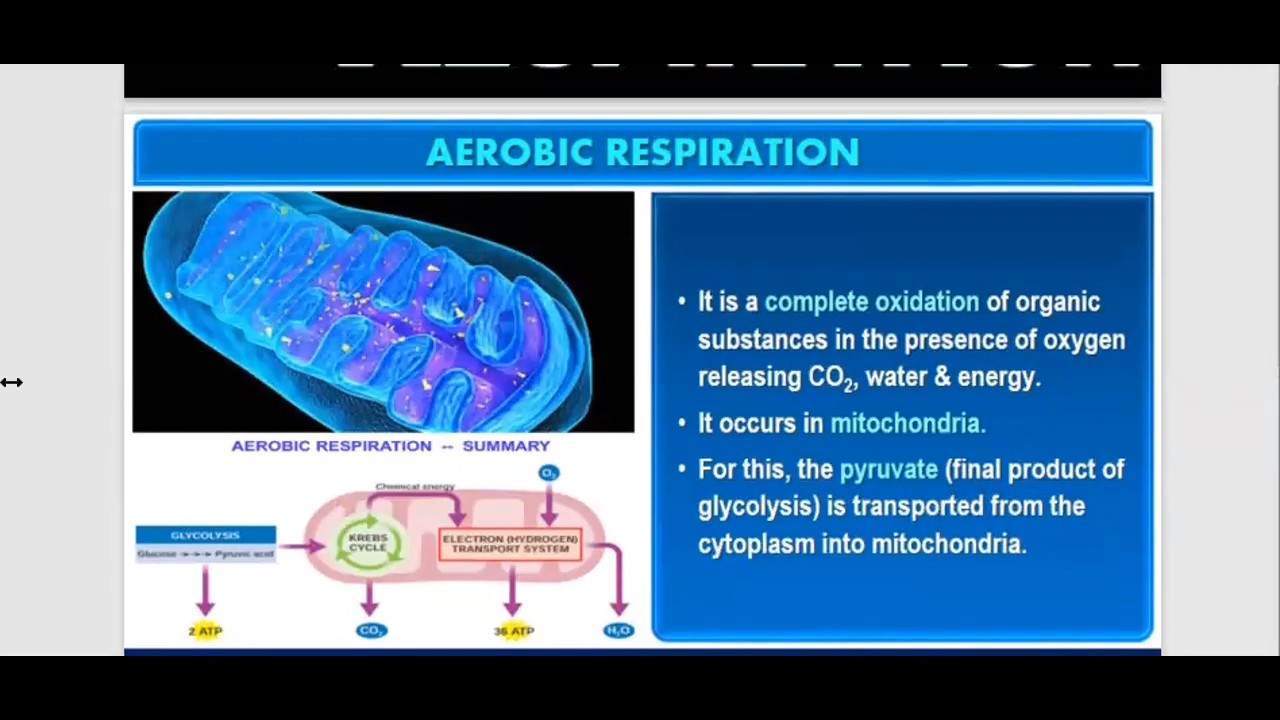 AEROBIC RESPIRATION
• It is a complete oxidation of organic
substances in the presence of oxygen
releasing CO₂, water & energy.
• It occurs in mitochondria.
• For this, the pyruvate (final product of
glycolysis) is transported from the
cytoplasm into mitochondria.
AEROBIC RESPIRATION -- SUMMARY
O₂
Chemical energy
GLYCOLYSIS
Glucose →→→ Pyruvic acid
KREBS
CYCLE
ELECTRON (HYDROGEN)
TRANSPORT SYSTEM
2 ATP
CO₂
36 ATP
H₂O